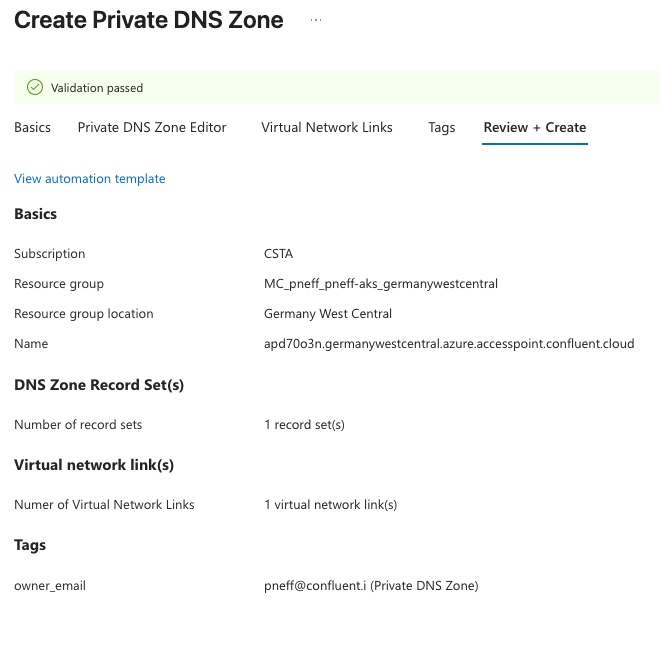 Create Private DNS Zone ...
Validation passed
Basics Private DNS Zone Editor Virtual Network Links Tags Review + Create
View automation template
Basics
Subscription CSTA
Resource group MC_pneff_pneff-aks_germanywestcentral
Resource group location Germany West Central
Name apd70o3n.germanywestcentral.azure.accesspoint.confluent.cloud
DNS Zone Record Set(s)
Number of record sets 1 record set(s)
Virtual network link(s)
Numer of Virtual Network Links 1 virtual network link(s)
Tags
owner_email pneff@confluent.i (Private DNS Zone)